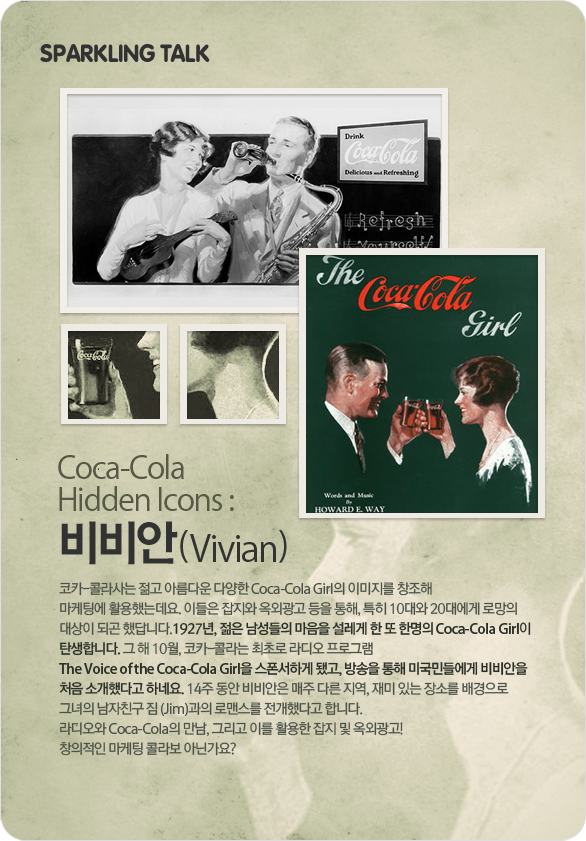 SPARKLING TALK
Drink
Coca-Cola
Delicious and Refreshing
Refresh
Yourself
The
Coca-Cola
Girl
Coca-Cola
Words and Music
By
HOWARD E. WAY
Coca-Cola
Hidden Icons :
비비안(Vivian)
코카-콜라사는 젊고 아름다운 다양한 Coca-Cola Girl의 이미지를 창조해
마케팅에 활용했는데요. 이들은 잡지와 옥외광고 등을 통해, 특히 10대와 20대에게 로망의
대상이 되곤 했답니다.1927년, 젊은 남성들의 마음을 설레게 한 또 한명의 Coca-Cola Girl이
탄생합니다. 그 해 10월, 코카-콜라는 최초로 라디오 프로그램
The Voice of the Coca-Cola Girl을 스폰서하게 됐고, 방송을 통해 미국민들에게 비비안을
처음 소개했다고 하네요. 14주 동안 비비안은 매주 다른 지역, 재미 있는 장소를 배경으로
그녀의 남자친구 짐 (Jim)과의 로맨스를 전개했다고 합니다.
라디오와 Coca-Cola의 만남, 그리고 이를 활용한 잡지 및 옥외광고!
창의적인 마케팅 콜라보 아닌가요?